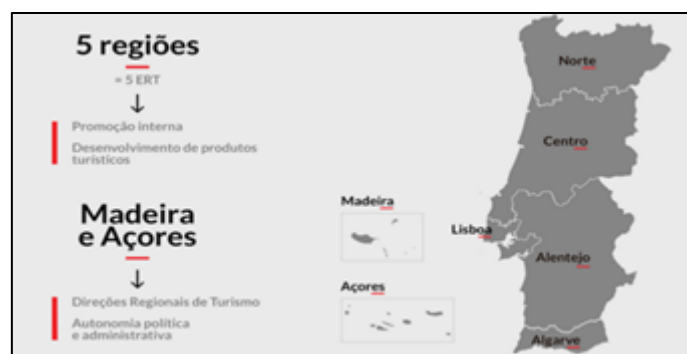 5 regiões
= 5 ERT
Promoção interna
Desenvolvimento de produtos
turísticos
Madeira
e Açores
Direções Regionais de Turismo
Autonomia política
e administrativa
Madeira
Açores
Norte
Centro
Lisboa
Alentejo
Algarve